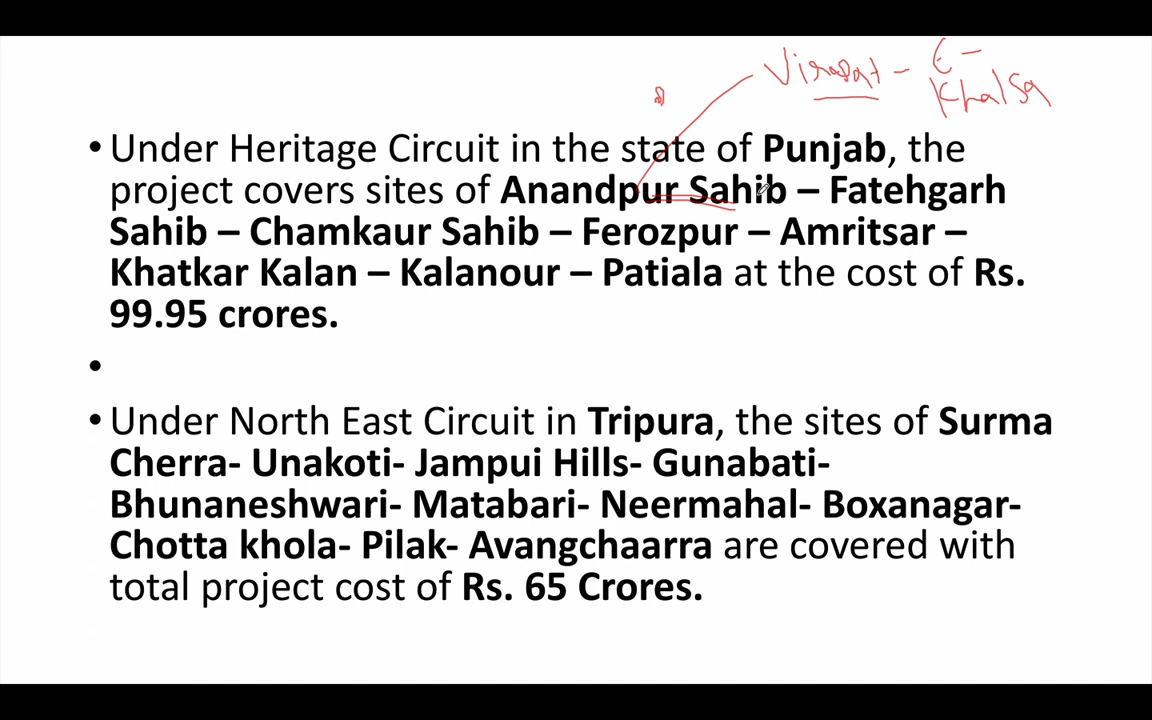 Virasat - E -
Khalsa
• Under Heritage Circuit in the state of Punjab, the
project covers sites of Anandpur Sahib – Fatehgarh
Sahib – Chamkaur Sahib – Ferozpur – Amritsar –
Khatkar Kalan – Kalanour – Patiala at the cost of Rs.
99.95 crores.
•
• Under North East Circuit in Tripura, the sites of Surma
Cherra- Unakoti- Jampui Hills- Gunabati-
Bhunaneshwari- Matabari- Neermahal- Boxanagar-
Chotta khola- Pilak- Avangchaarra are covered with
total project cost of Rs. 65 Crores.